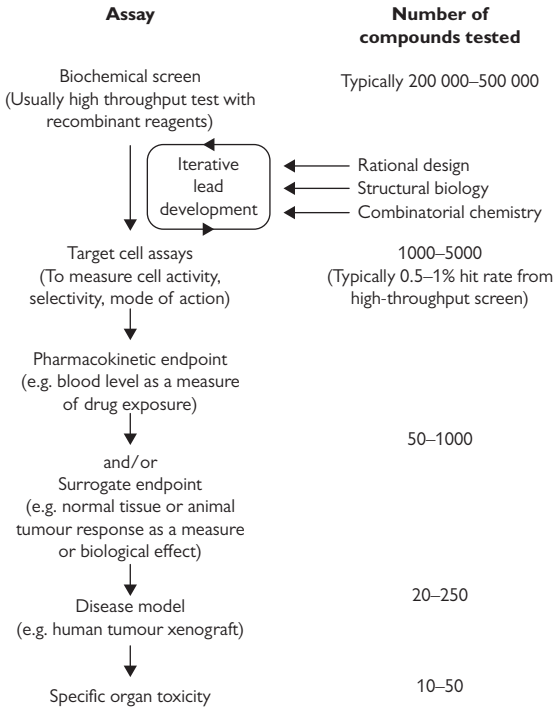 Assay
Number of
compounds tested
Biochemical screen
(Usually high throughput test with
recombinant reagents)
Typically 200 000–500 000
Iterative
lead
development
Rational design
Structural biology
Combinatorial chemistry
Target cell assays
(To measure cell activity,
selectivity, mode of action)
1000–5000
(Typically 0.5–1% hit rate from
high-throughput screen)
Pharmacokinetic endpoint
(e.g. blood level as a measure
of drug exposure)
50–1000
and/or
Surrogate endpoint
(e.g. normal tissue or animal
tumour response as a measure
or biological effect)
Disease model
(e.g. human tumour xenograft)
20–250
Specific organ toxicity
10–50